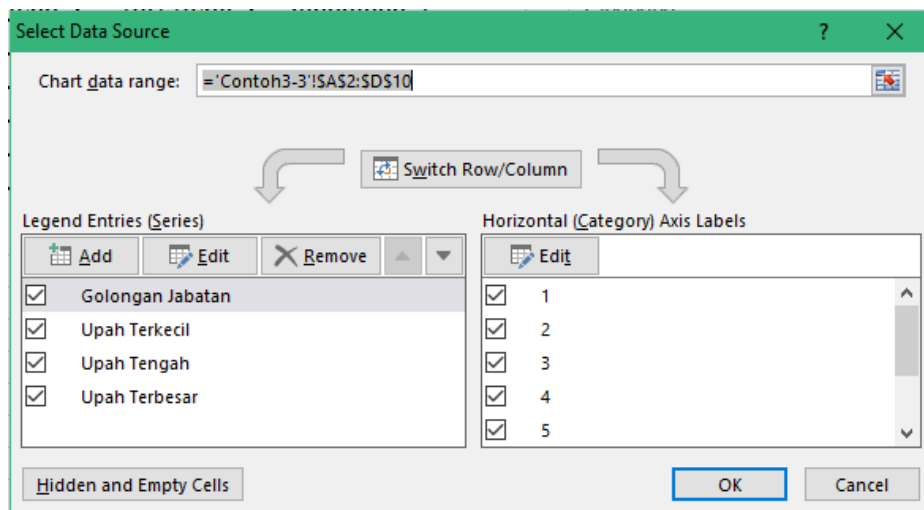 Select Data Source ?
Chart data range: ='Contoh3-3'!$A$2:$D$10
Switch Row/Column
Legend Entries (Series)
Add Edit Remove
Golongan Jabatan
Upah Terkecil
Upah Tengah
Upah Terbesar
Horizontal (Category) Axis Labels
Edit
1
2
3
4
5
Hidden and Empty Cells
OK Cancel